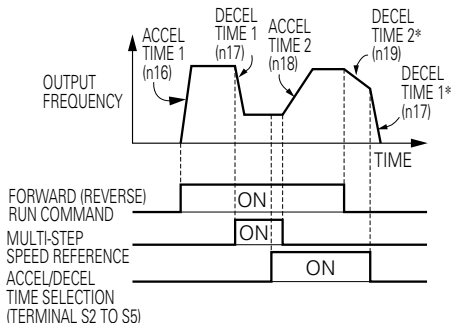 ACCEL
TIME 1
(n16)
DECEL
TIME 1
(n17)
ACCEL
TIME 2
(n18)
DECEL
TIME 2*
(n19)
DECEL
TIME 1*
(n17)
OUTPUT
FREQUENCY
TIME
FORWARD (REVERSE)
RUN COMMAND
ON
MULTI-STEP
SPEED REFERENCE
ON
ACCEL/DECEL
TIME SELECTION
(TERMINAL S2 TO S5)
ON